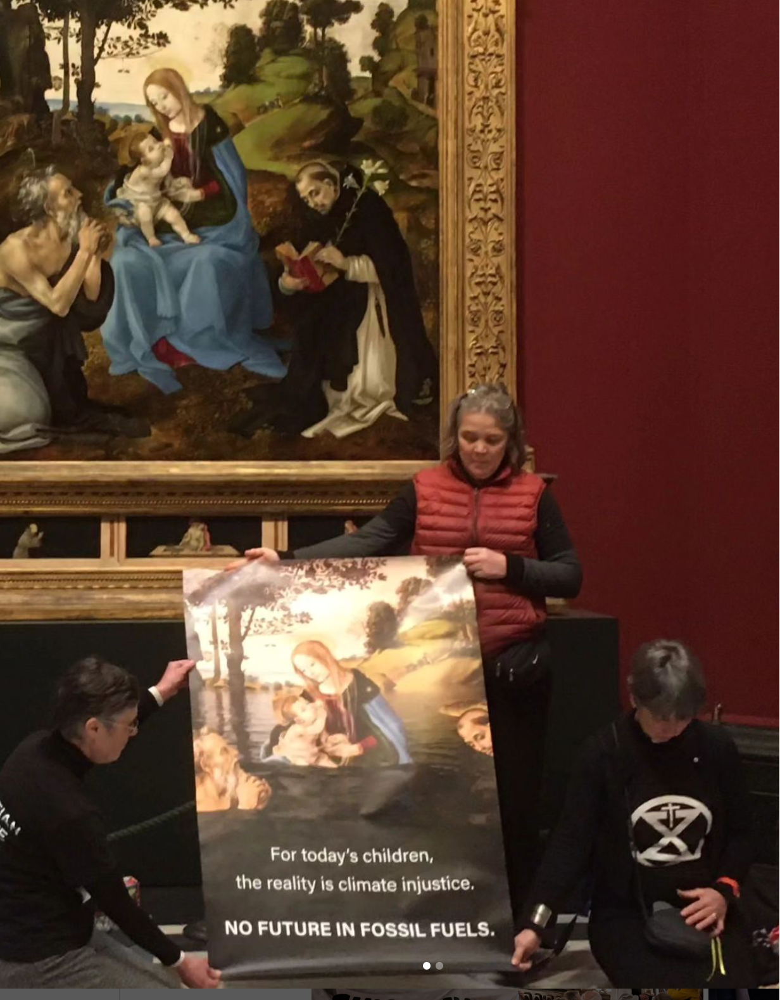 For today's children,
the reality is climate injustice.
NO FUTURE IN FOSSIL FUELS.